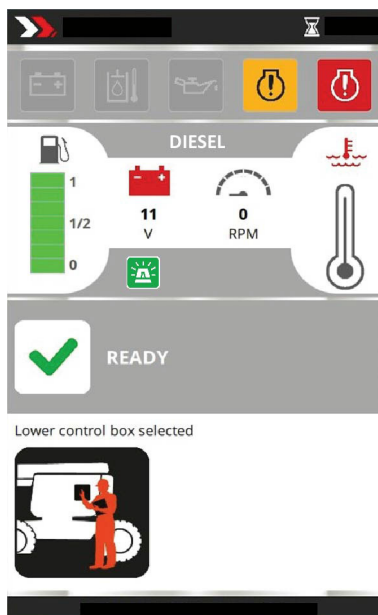 DIESEL
1
1/2
0
11
V
0
RPM
READY
Lower control box selected